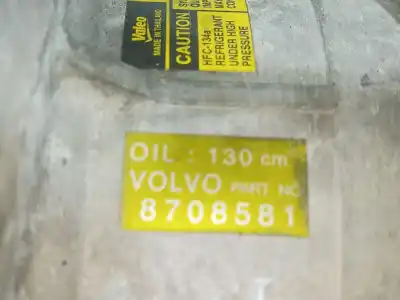 Valeo
MADE IN THAILAND
CAUTION
HFC-134a
REFRIGERANT
UNDER HIGH
PRESSURE
OIL : 130 cm
VOLVO PART NO
8708581